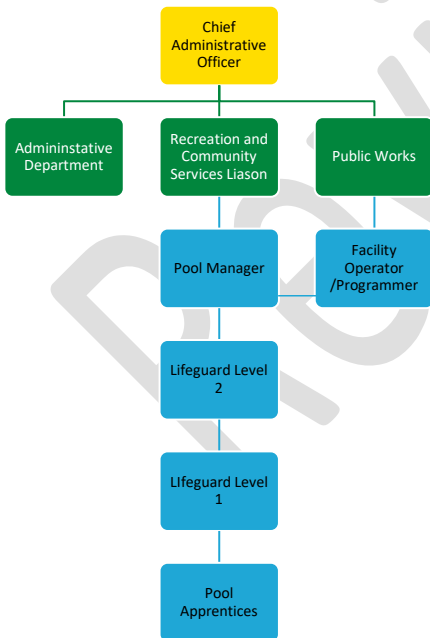 Chief
Administrative
Officer
Admininstative
Department
Recreation and
Community
Services Liason
Public Works
Pool Manager
Facility
Operator
/Programmer
Lifeguard Level
2
LIfeguard Level
1
Pool
Apprentices